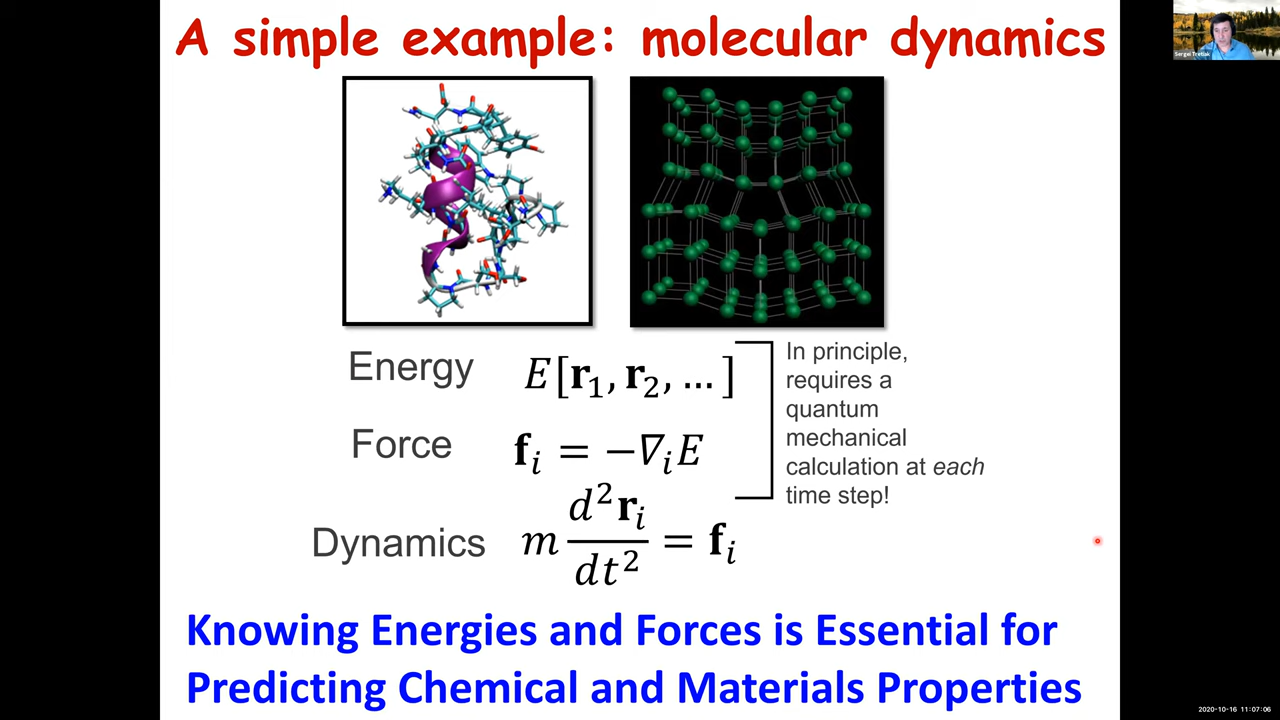 A simple example: molecular dynamics
Sergei Tretiak
Energy E[r₁, r₂, ...]
In principle,
requires a
quantum
mechanical
calculation at each
time step!
Force fᵢ = −∇ᵢE
Dynamics m d²rᵢ/dt² = fᵢ
Knowing Energies and Forces is Essential for
Predicting Chemical and Materials Properties
2020-10-16 11:07:06